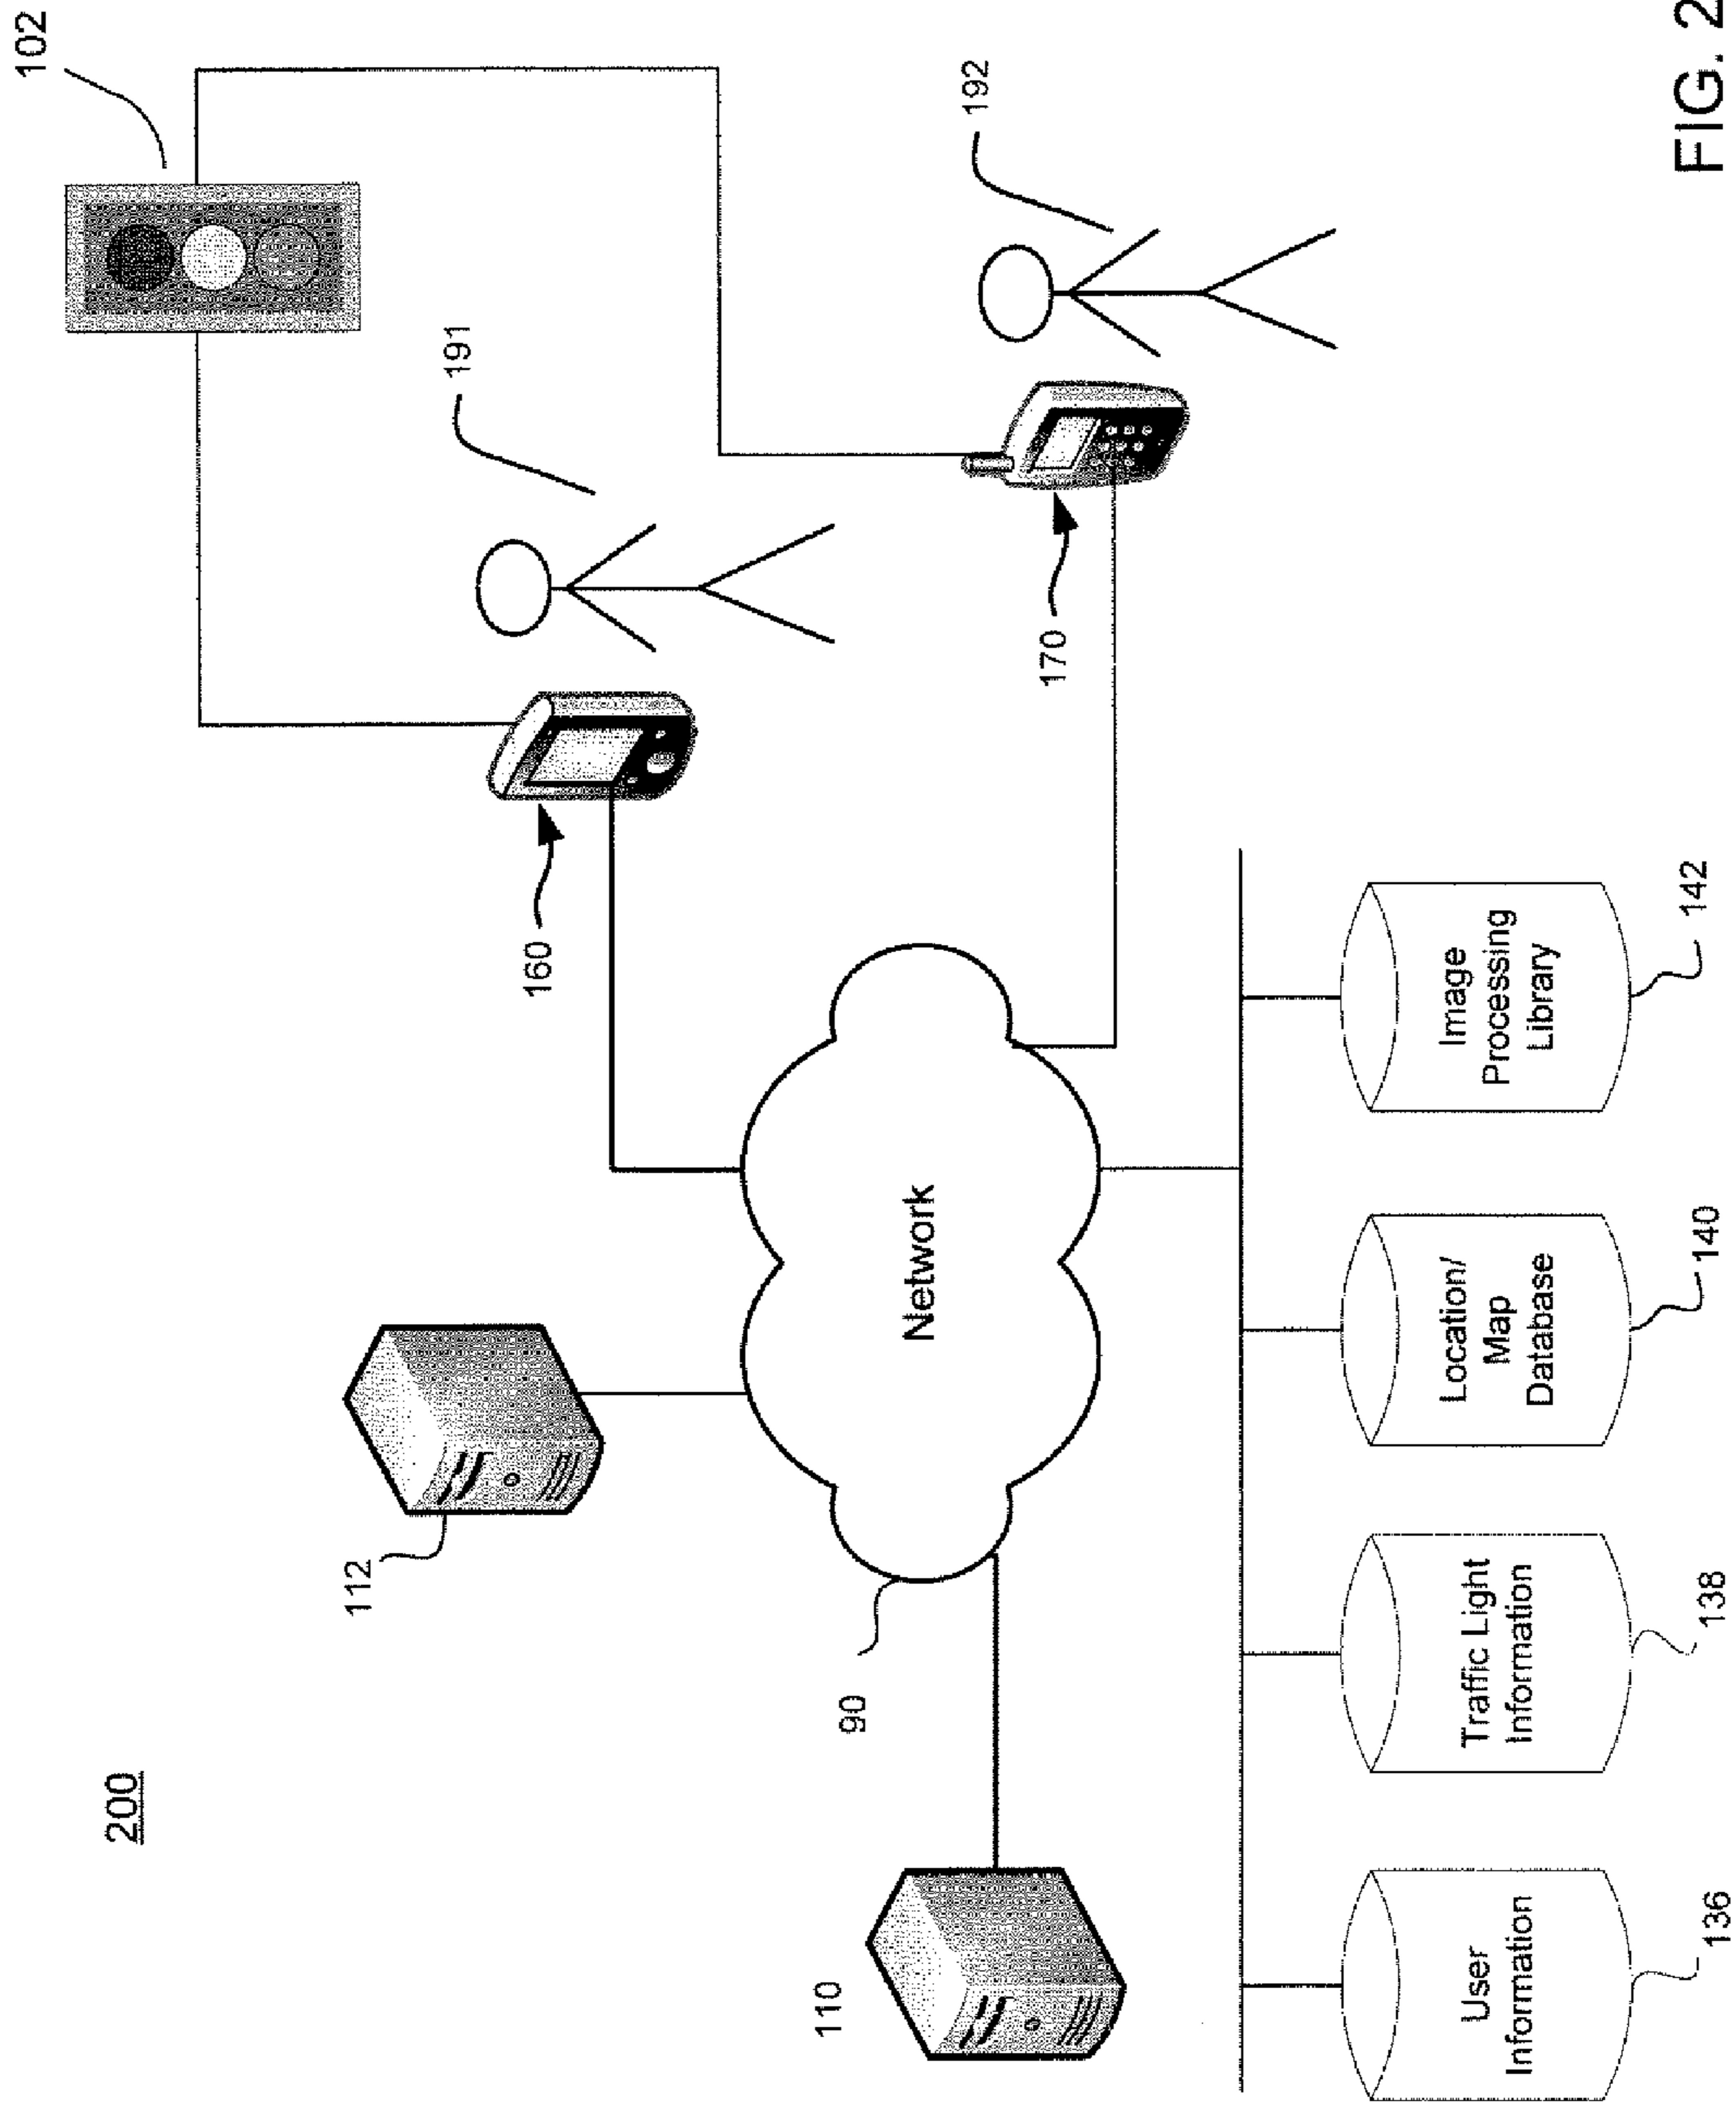 200
102
112
191
160
192
90
Network
110
170
User
Information
Traffic Light
Information
Location/
Map
Database
Image
Processing
Library
136
138
140
142
FIG. 2